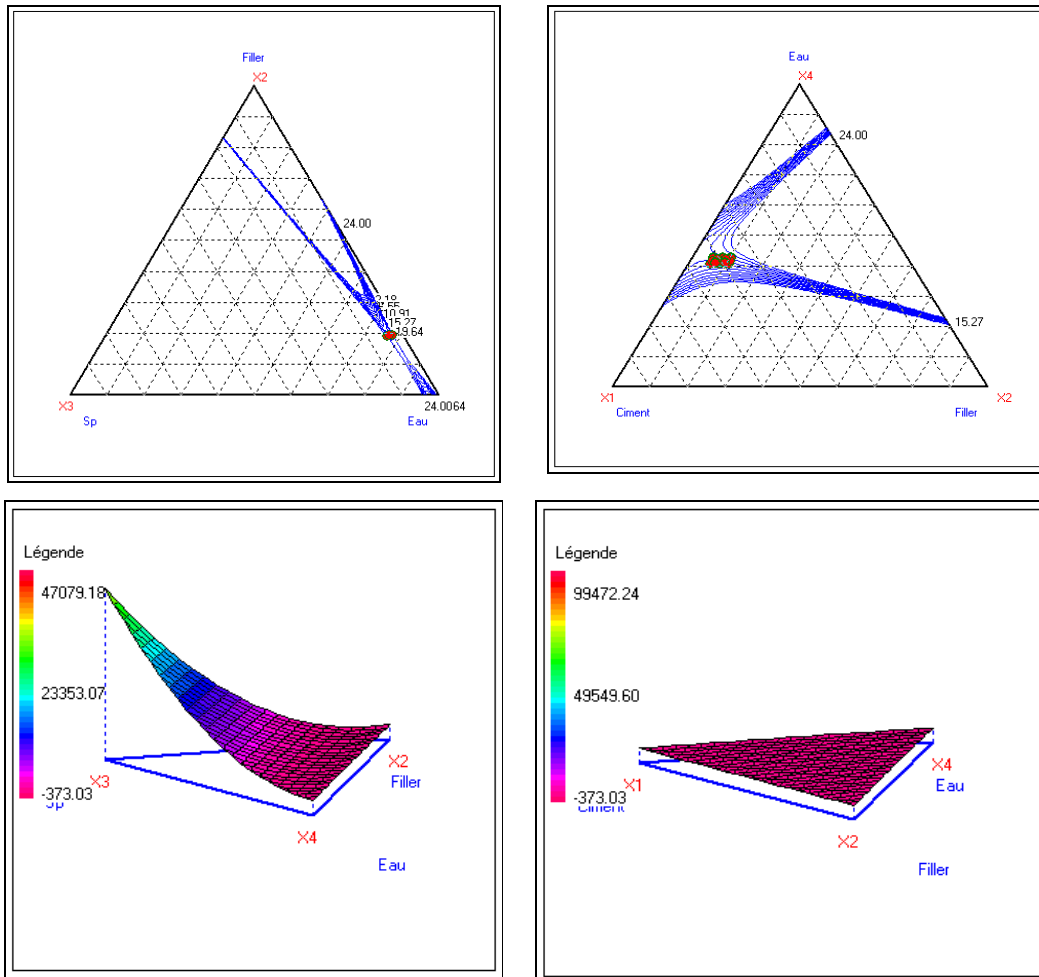 Filler
X2
24.00
10.91
15.27
19.64
X3
Sp
Eau
24.0064
Eau
X4
24.00
15.27
X1
Ciment
Filler
X2
Légende
47079.18
23353.07
-373.03
X3
X2
Filler
X4
Eau
Légende
99472.24
49549.60
-373.03
X1
X4
Eau
X2
Filler